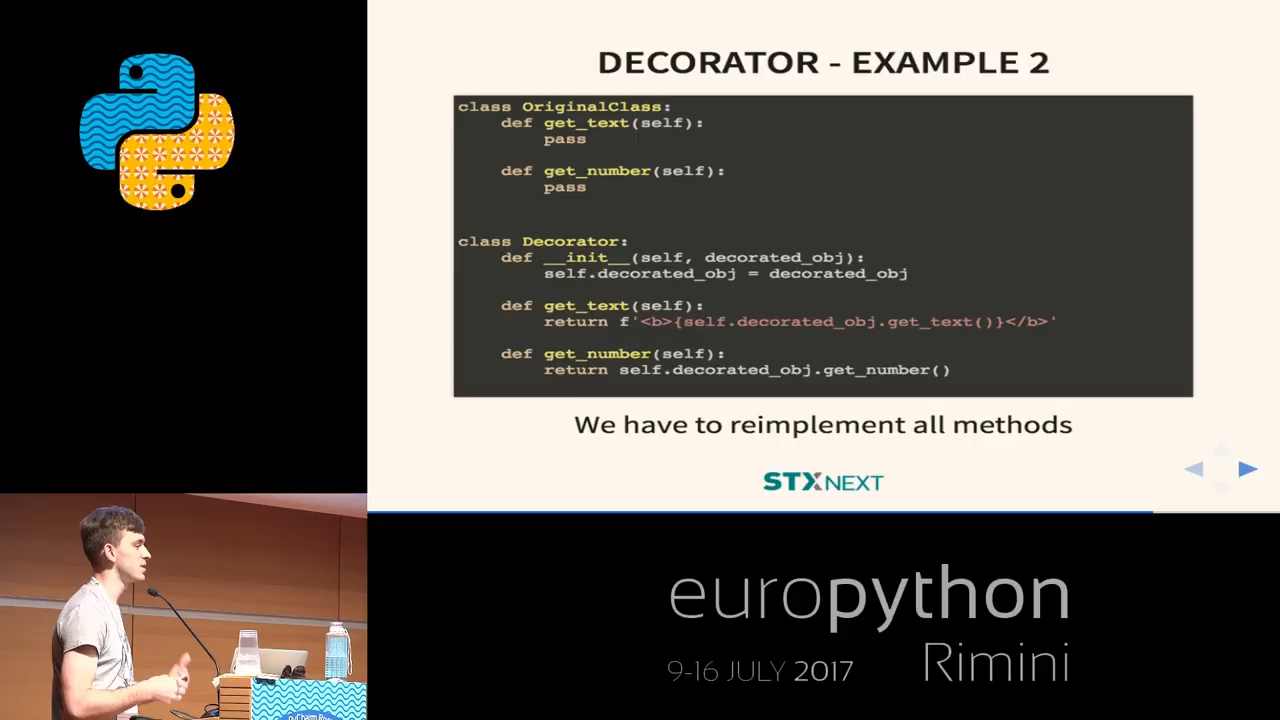 DECORATOR - EXAMPLE 2
class OriginalClass:
    def get_text(self):
        pass
    def get_number(self):
        pass
class Decorator:
    def __init__(self, decorated_obj):
        self.decorated_obj = decorated_obj
    def get_text(self):
        return f'<b>{self.decorated_obj.get_text()}</b>'
    def get_number(self):
        return self.decorated_obj.get_number()
We have to reimplement all methods
STXNEXT
europython
9-16 JULY 2017
Rimini